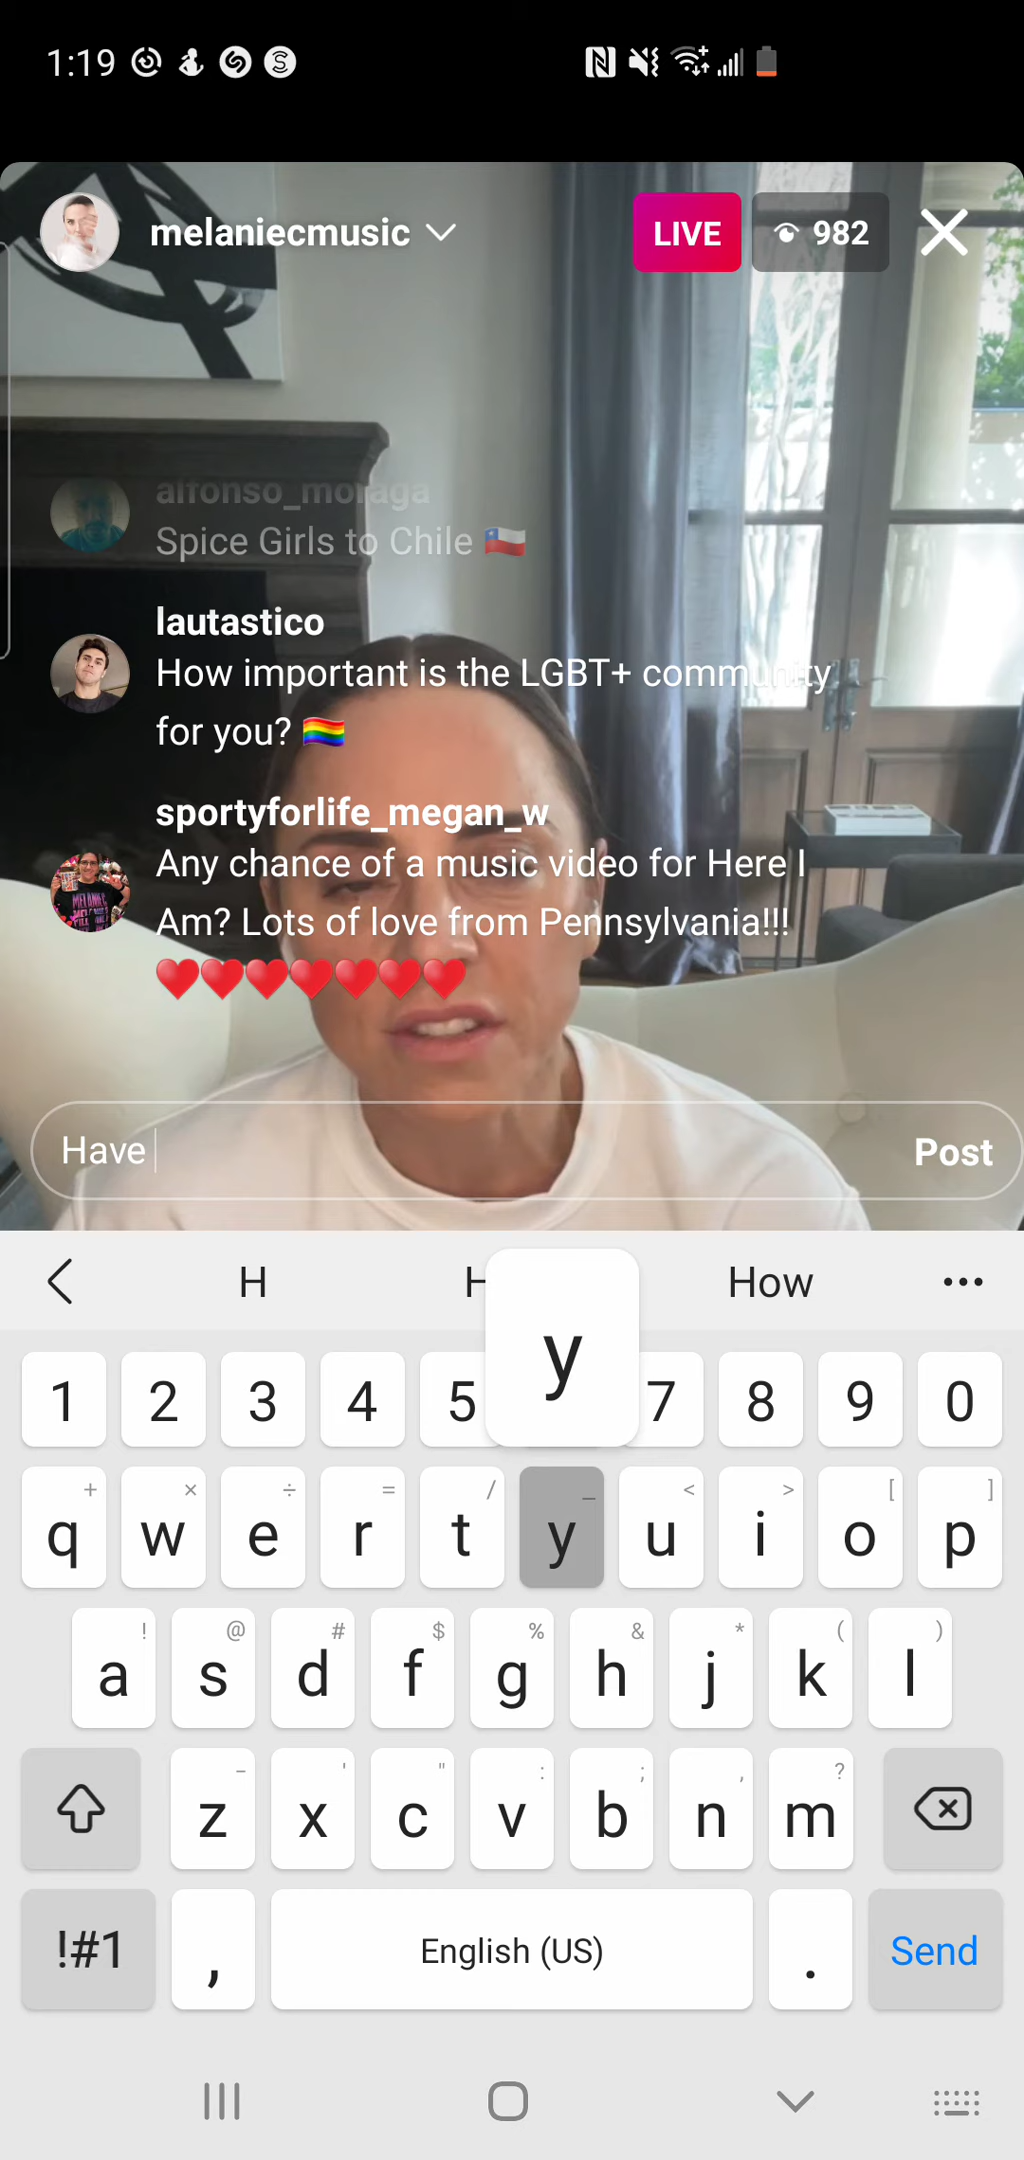 1:19
melaniecmusic
LIVE
982
alfonso_moraga
Spice Girls to Chile 🇨🇱
lautastico
How important is the LGBT+ community
for you? 🏳️‍🌈
sportyforlife_megan_w
Any chance of a music video for Here I
Am? Lots of love from Pennsylvania!!!
❤️❤️❤️❤️❤️❤️❤️
Have
Post
H
How
y
1 2 3 4 5 7 8 9 0
+ × ÷ = / _ < > [ ]
q w e r t y u i o p
! @ # $ % & * ( )
a s d f g h j k l
- ' " : ; , ?
z x c v b n m
!#1 , English (US) . Send